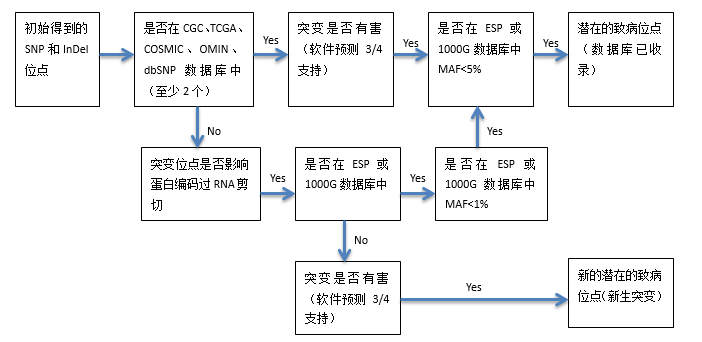 初始得到的
SNP 和 InDel
位点
是否在 CGC、TCGA、
COSMIC、OMIN、
dbSNP 数据库中
（至少 2 个）
Yes
突变是否有害
（软件预测 3/4
支持）
Yes
是否在 ESP 或
1000G 数据库中
MAF<5%
Yes
潜在的致病位点
（数据库已收
录）
No
Yes
突变位点是否影响
蛋白编码过 RNA 剪
切
Yes
是否在 ESP 或
1000G 数据库中
Yes
是否在 ESP 或
1000G 数据库中
MAF<1%
No
突变是否有害
（软件预测 3/4
支持）
Yes
新的潜在的致病
位点（新生突变）